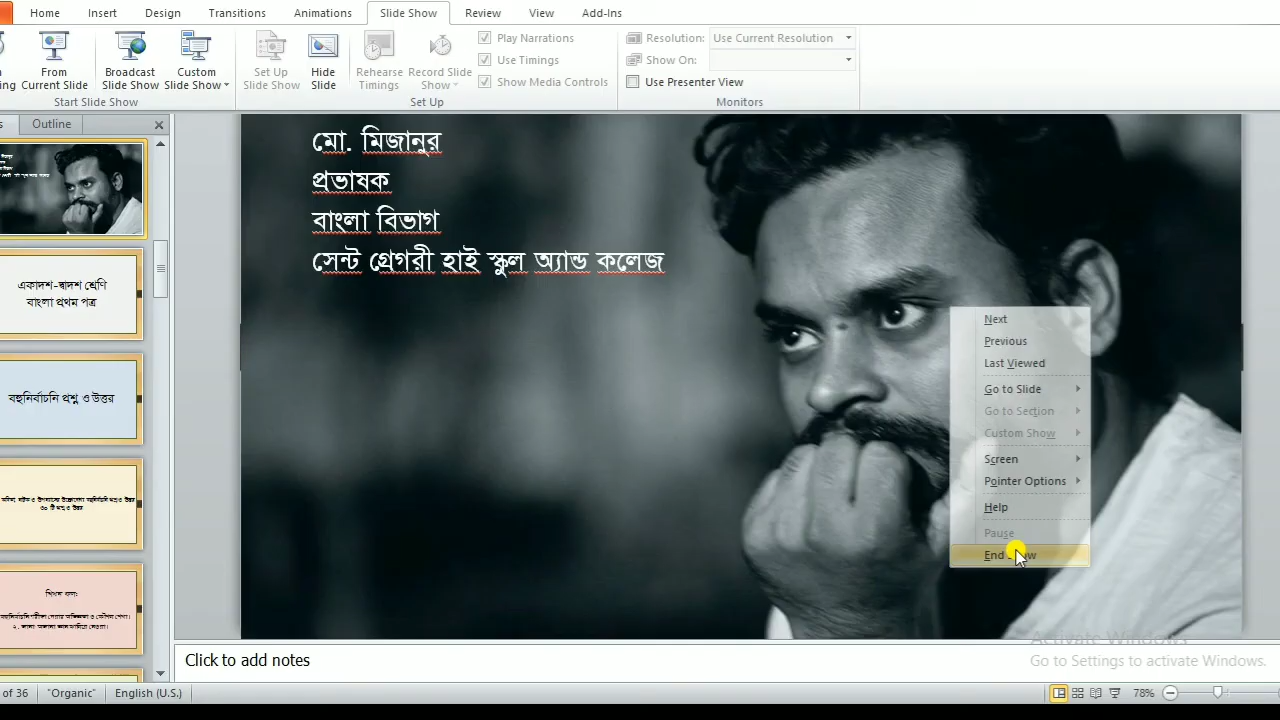 Home Insert Design Transitions Animations Slide Show Review View Add-Ins
From Current Slide
Broadcast Slide Show
Custom Slide Show
Set Up Slide Show
Hide Slide
Rehearse Timings
Record Slide Show
Play Narrations
Use Timings
Show Media Controls
Resolution: Use Current Resolution
Show On:
Use Presenter View
Start Slide Show Set Up Monitors
Outline
মো. মিজানুর
প্রভাষক
বাংলা বিভাগ
সেন্ট গ্রেগরী হাই স্কুল অ্যান্ড কলেজ
একাদশ-দ্বাদশ শ্রেণি
বাংলা প্রথম পত্র
বহুনির্বাচনি প্রশ্ন ও উত্তর
Next
Previous
Last Viewed
Go to Slide
Go to Section
Custom Show
Screen
Pointer Options
Help
Pause
End
Activate Windows
Go to Settings to activate Windows.
Click to add notes
of 36 "Organic" English (U.S.) 78%